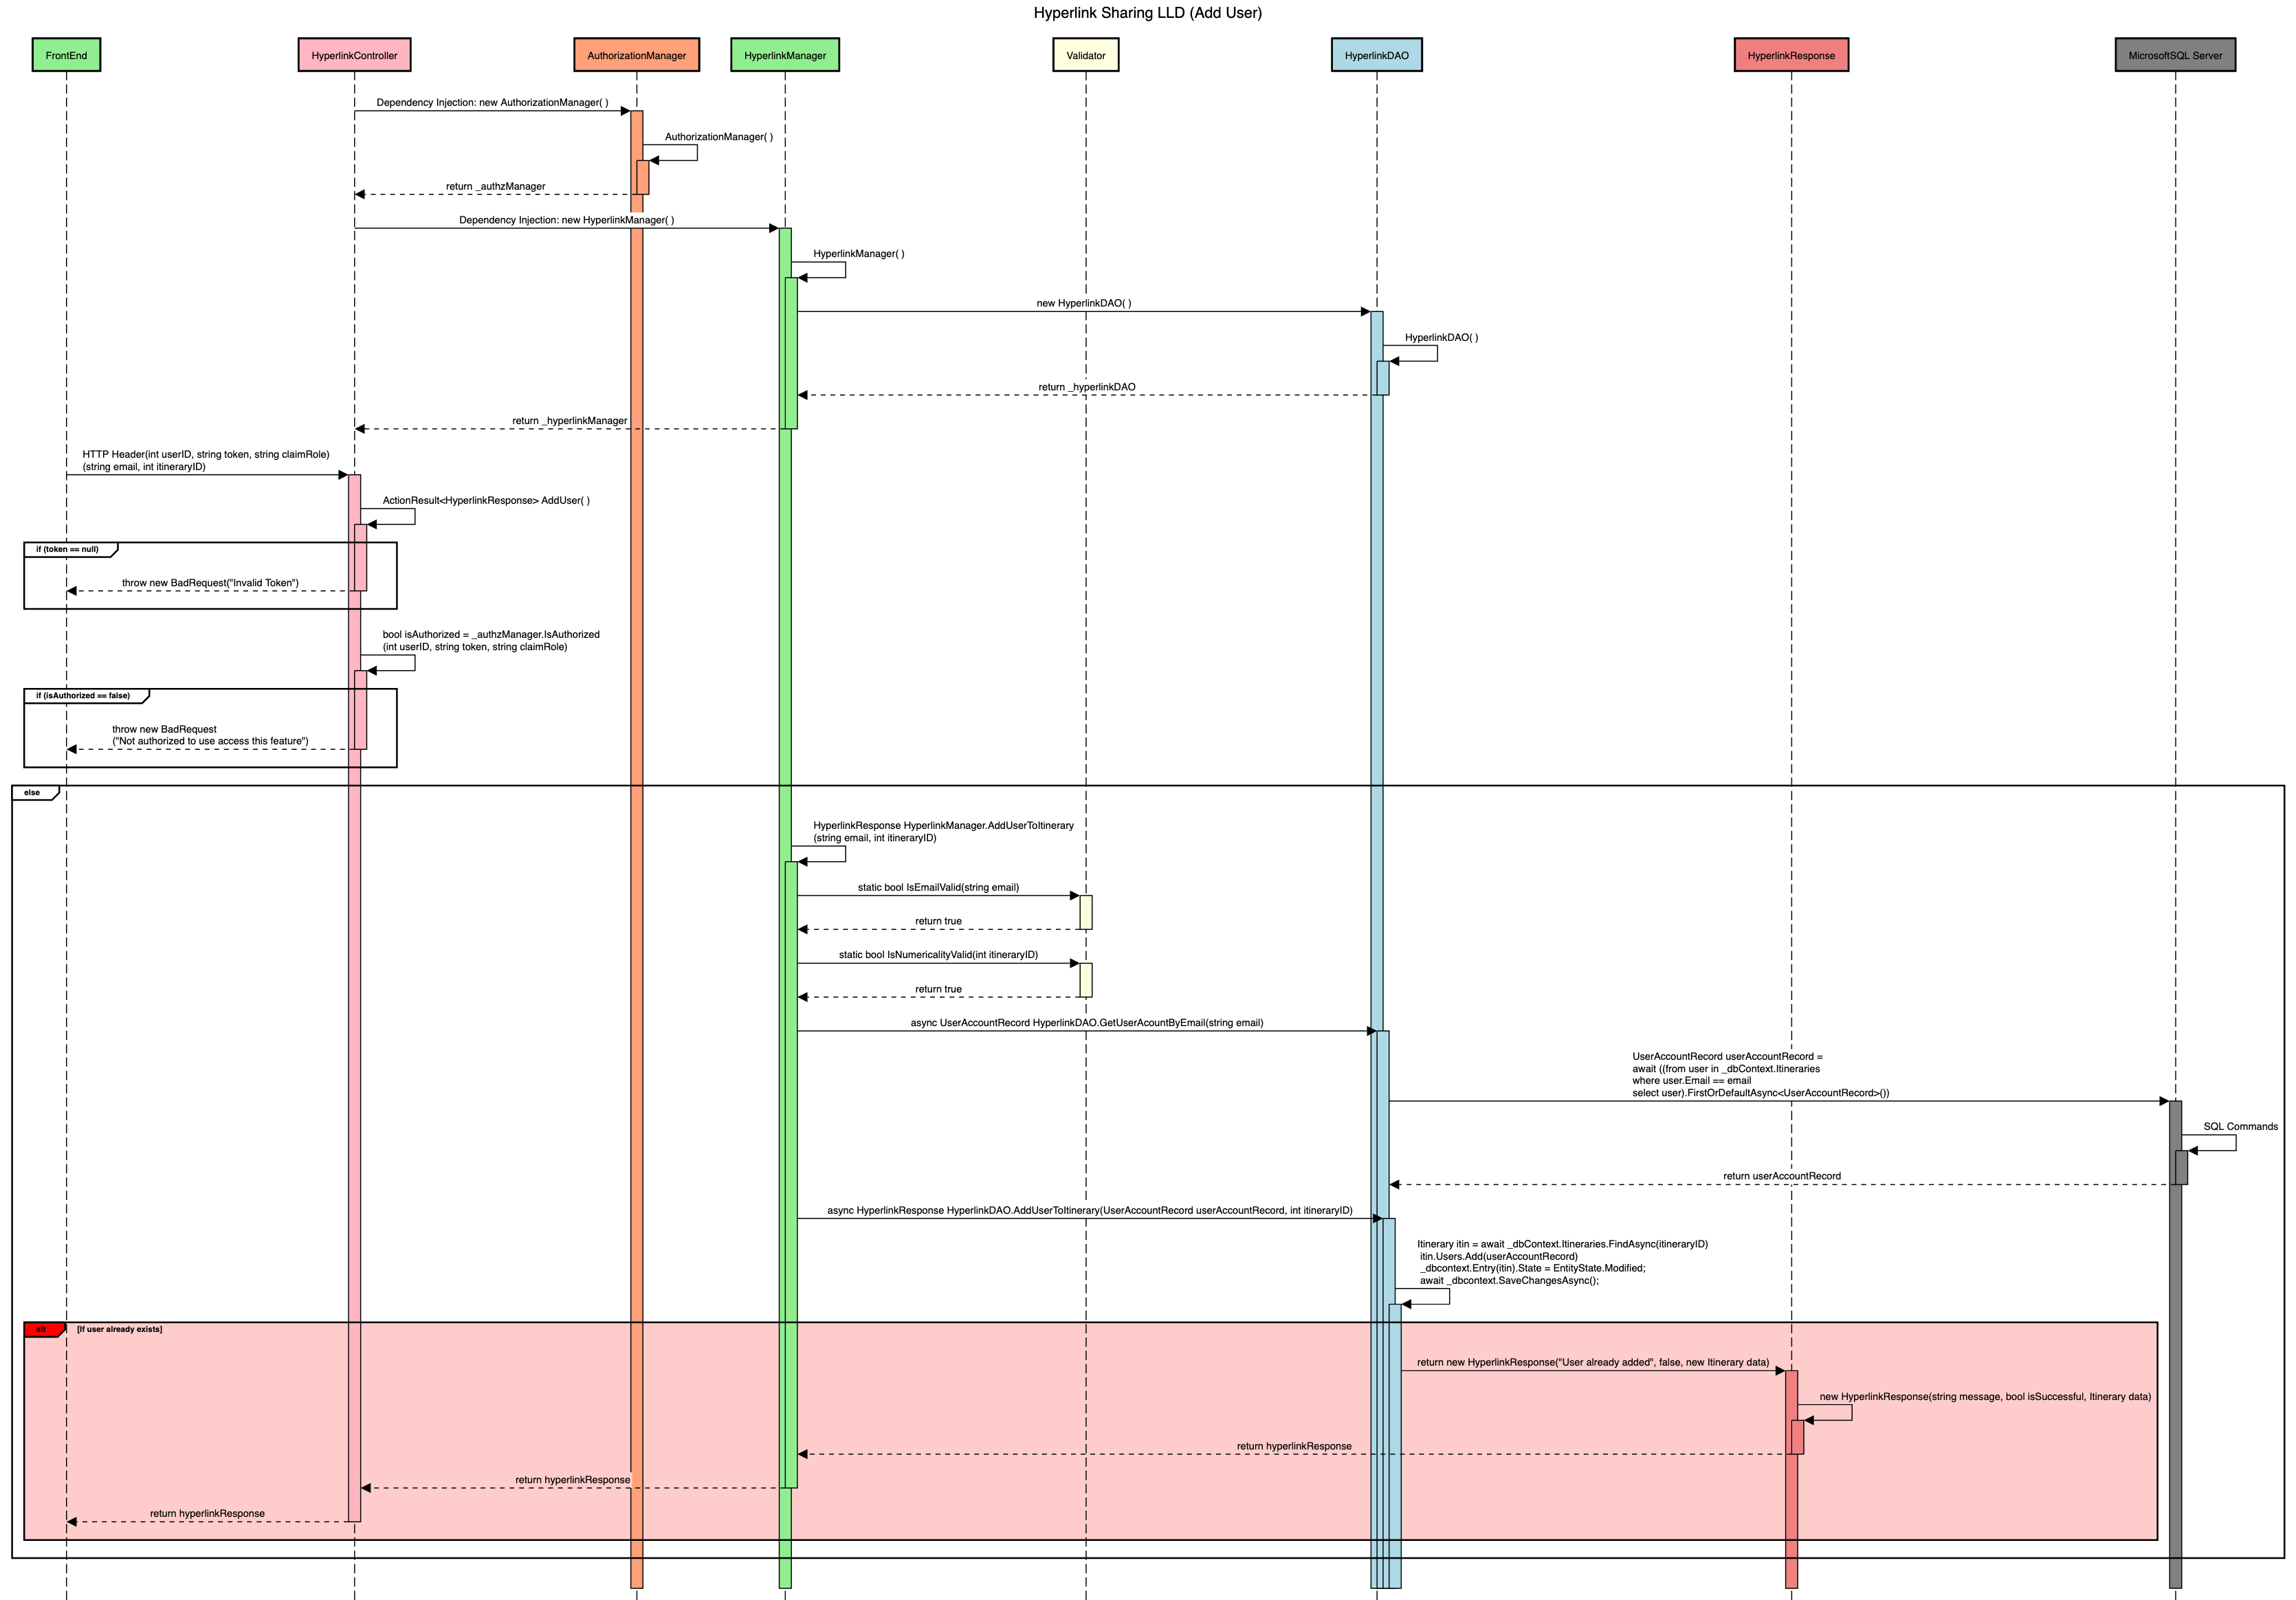 Hyperlink Sharing LLD (Add User)
FrontEnd
HyperlinkController
AuthorizationManager
HyperlinkManager
Validator
HyperlinkDAO
HyperlinkResponse
MicrosoftSQL Server
Dependency Injection: new AuthorizationManager( )
AuthorizationManager( )
return _authzManager
Dependency Injection: new HyperlinkManager( )
HyperlinkManager( )
new HyperlinkDAO( )
HyperlinkDAO( )
return _hyperlinkDAO
return _hyperlinkManager
HTTP Header(int userID, string token, string claimRole)
(string email, int itineraryID)
ActionResult<HyperlinkResponse> AddUser( )
if (token == null)
throw new BadRequest("Invalid Token")
bool isAuthorized = _authzManager.IsAuthorized
(int userID, string token, string claimRole)
if (isAuthorized == false)
throw new BadRequest
("Not authorized to use access this feature")
else
HyperlinkResponse HyperlinkManager.AddUserToItinerary
(string email, int itineraryID)
static bool IsEmailValid(string email)
return true
static bool IsNumericalityValid(int itineraryID)
return true
async UserAccountRecord HyperlinkDAO.GetUserAcountByEmail(string email)
UserAccountRecord userAccountRecord =
await ((from user in _dbContext.Itineraries
where user.Email == email
select user).FirstOrDefaultAsync<UserAccountRecord>())
SQL Commands
return userAccountRecord
async HyperlinkResponse HyperlinkDAO.AddUserToItinerary(UserAccountRecord userAccountRecord, int itineraryID)
Itinerary itin = await _dbContext.Itineraries.FindAsync(itineraryID)
itin.Users.Add(userAccountRecord)
_dbcontext.Entry(itin).State = EntityState.Modified;
await _dbcontext.SaveChangesAsync();
alt [If user already exists]
return new HyperlinkResponse("User already added", false, new Itinerary data)
new HyperlinkResponse(string message, bool isSuccessful, Itinerary data)
return hyperlinkResponse
return hyperlinkResponse
return hyperlinkResponse